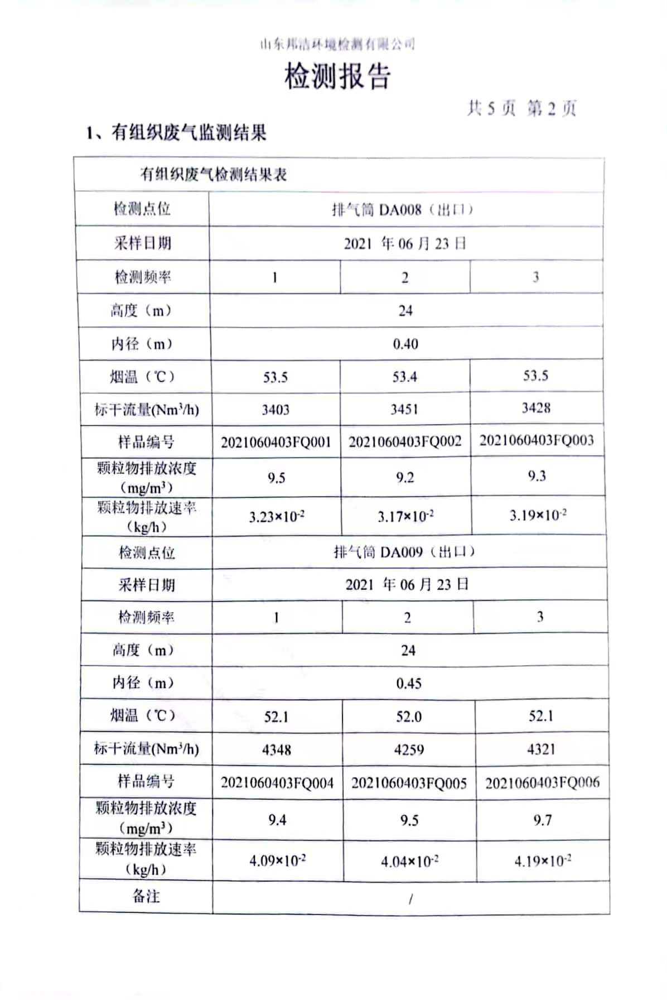 山东邦洁环境检测有限公司
检测报告
共 5 页 第 2 页
1、有组织废气监测结果
有组织废气检测结果表
检测点位 排气筒 DA008（出口）
采样日期 2021 年 06 月 23 日
检测频率 1 2 3
高度（m） 24
内径（m） 0.40
烟温（℃） 53.5 53.4 53.5
标干流量(Nm³/h) 3403 3451 3428
样品编号 2021060403FQ001 2021060403FQ002 2021060403FQ003
颗粒物排放浓度
（mg/m³） 9.5 9.2 9.3
颗粒物排放速率
（kg/h） 3.23×10⁻² 3.17×10⁻² 3.19×10⁻²
检测点位 排气筒 DA009（出口）
采样日期 2021 年 06 月 23 日
检测频率 1 2 3
高度（m） 24
内径（m） 0.45
烟温（℃） 52.1 52.0 52.1
标干流量(Nm³/h) 4348 4259 4321
样品编号 2021060403FQ004 2021060403FQ005 2021060403FQ006
颗粒物排放浓度
（mg/m³） 9.4 9.5 9.7
颗粒物排放速率
（kg/h） 4.09×10⁻² 4.04×10⁻² 4.19×10⁻²
备注 /